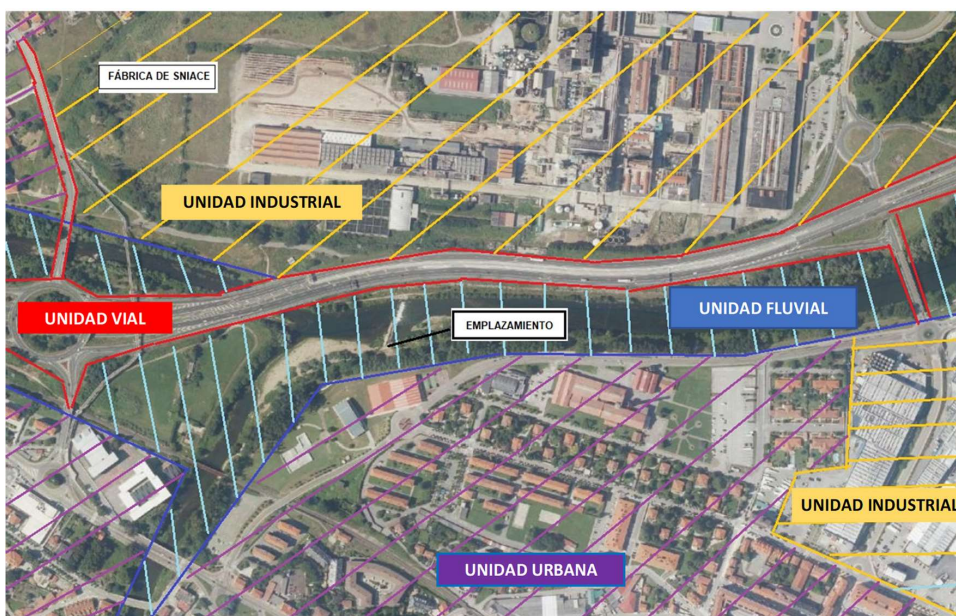 FÁBRICA DE SNIACE
UNIDAD INDUSTRIAL
UNIDAD VIAL
EMPLAZAMIENTO
UNIDAD FLUVIAL
UNIDAD INDUSTRIAL
UNIDAD URBANA